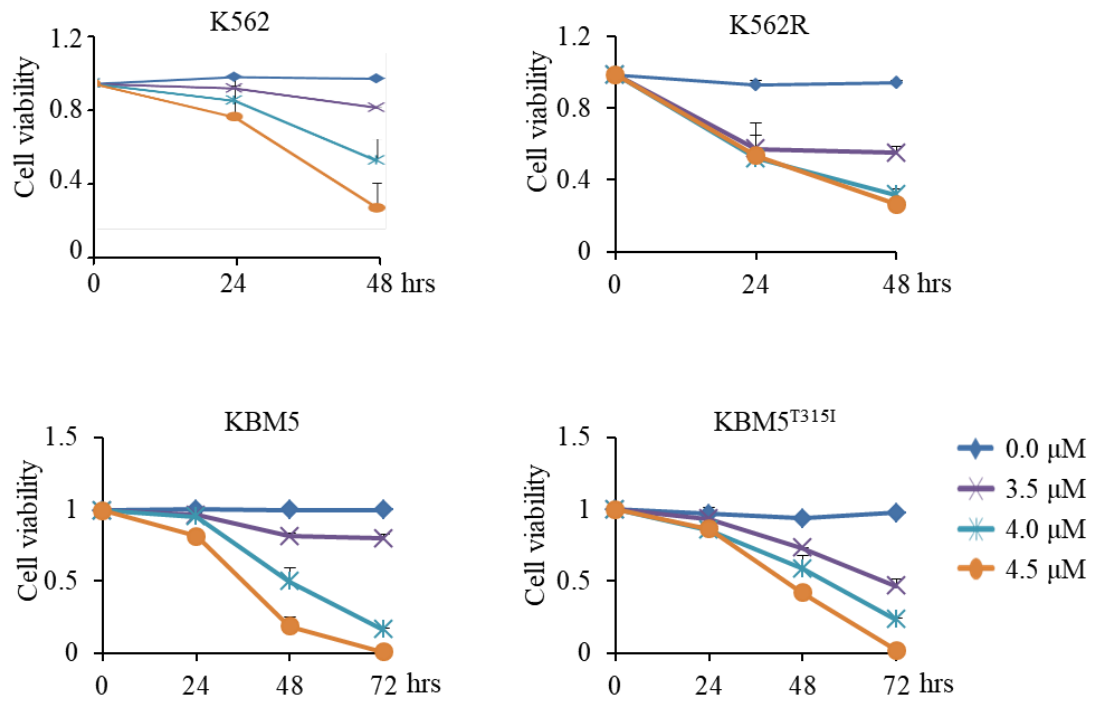 K562
Cell viability
1.2
0.8
0.4
0
0 24 48 hrs
K562R
Cell viability
1.2
0.8
0.4
0
0 24 48 hrs
KBM5
Cell viability
1.5
1
0.5
0
0 24 48 72 hrs
KBM5T315I
Cell viability
1.5
1
0.5
0
0 24 48 72 hrs
0.0 μM
3.5 μM
4.0 μM
4.5 μM